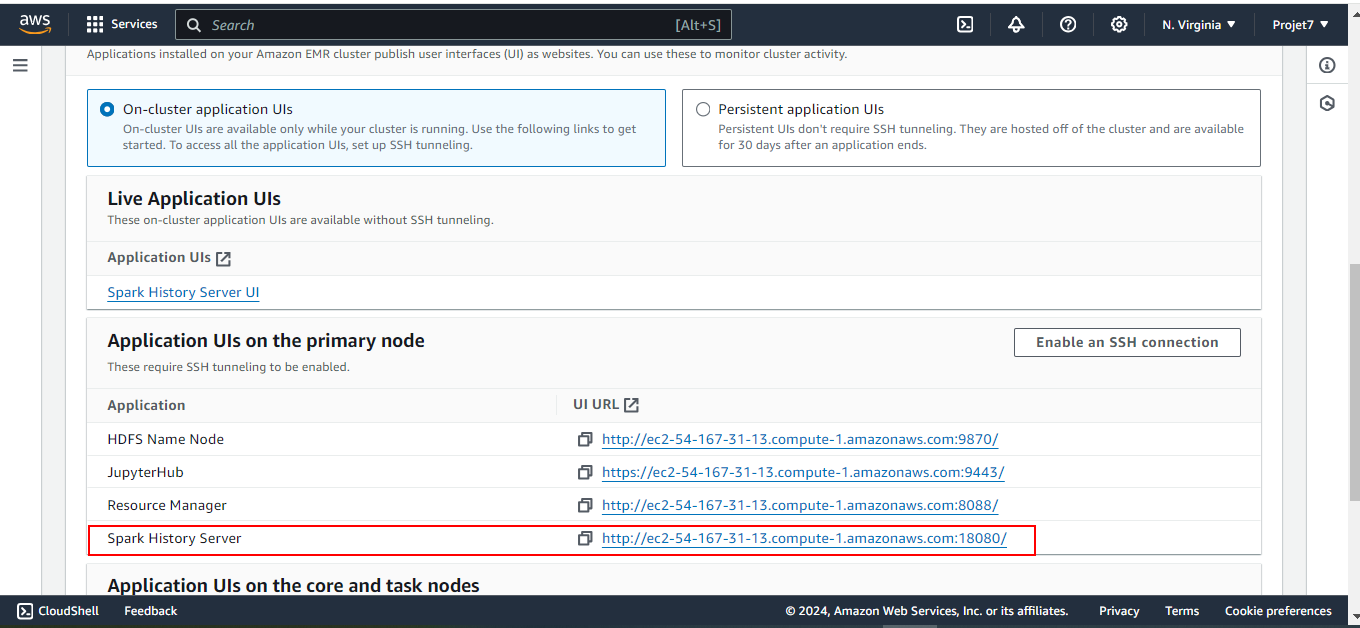 aws Services Search [Alt+S] N. Virginia Projet7
Applications installed on your Amazon EMR cluster publish user interfaces (UI) as websites. You can use these to monitor cluster activity.
On-cluster application UIs
On-cluster UIs are available only while your cluster is running. Use the following links to get
started. To access all the application UIs, set up SSH tunneling.
Persistent application UIs
Persistent UIs don't require SSH tunneling. They are hosted off of the cluster and are available
for 30 days after an application ends.
Live Application UIs
These on-cluster application UIs are available without SSH tunneling.
Application UIs
Spark History Server UI
Application UIs on the primary node
Enable an SSH connection
These require SSH tunneling to be enabled.
Application UI URL
HDFS Name Node http://ec2-54-167-31-13.compute-1.amazonaws.com:9870/
JupyterHub https://ec2-54-167-31-13.compute-1.amazonaws.com:9443/
Resource Manager http://ec2-54-167-31-13.compute-1.amazonaws.com:8088/
Spark History Server http://ec2-54-167-31-13.compute-1.amazonaws.com:18080/
Application UIs on the core and task nodes
CloudShell Feedback © 2024, Amazon Web Services, Inc. or its affiliates. Privacy Terms Cookie preferences